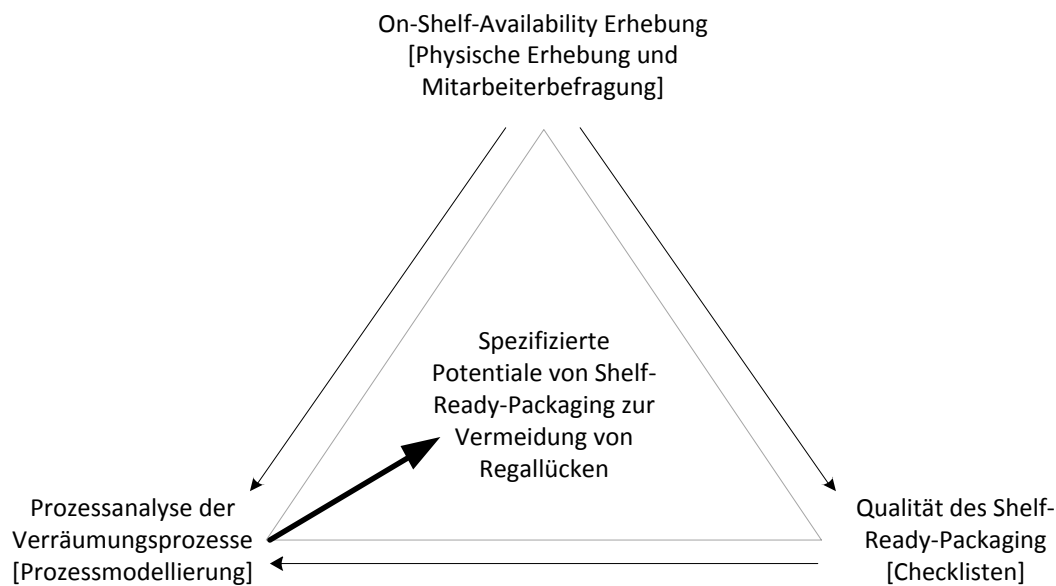 On-Shelf-Availability Erhebung
[Physische Erhebung und
Mitarbeiterbefragung]
Spezifizierte
Potentiale von Shelf-
Ready-Packaging zur
Vermeidung von
Regallücken
Prozessanalyse der
Verräumungsprozesse
[Prozessmodellierung]
Qualität des Shelf-
Ready-Packaging
[Checklisten]